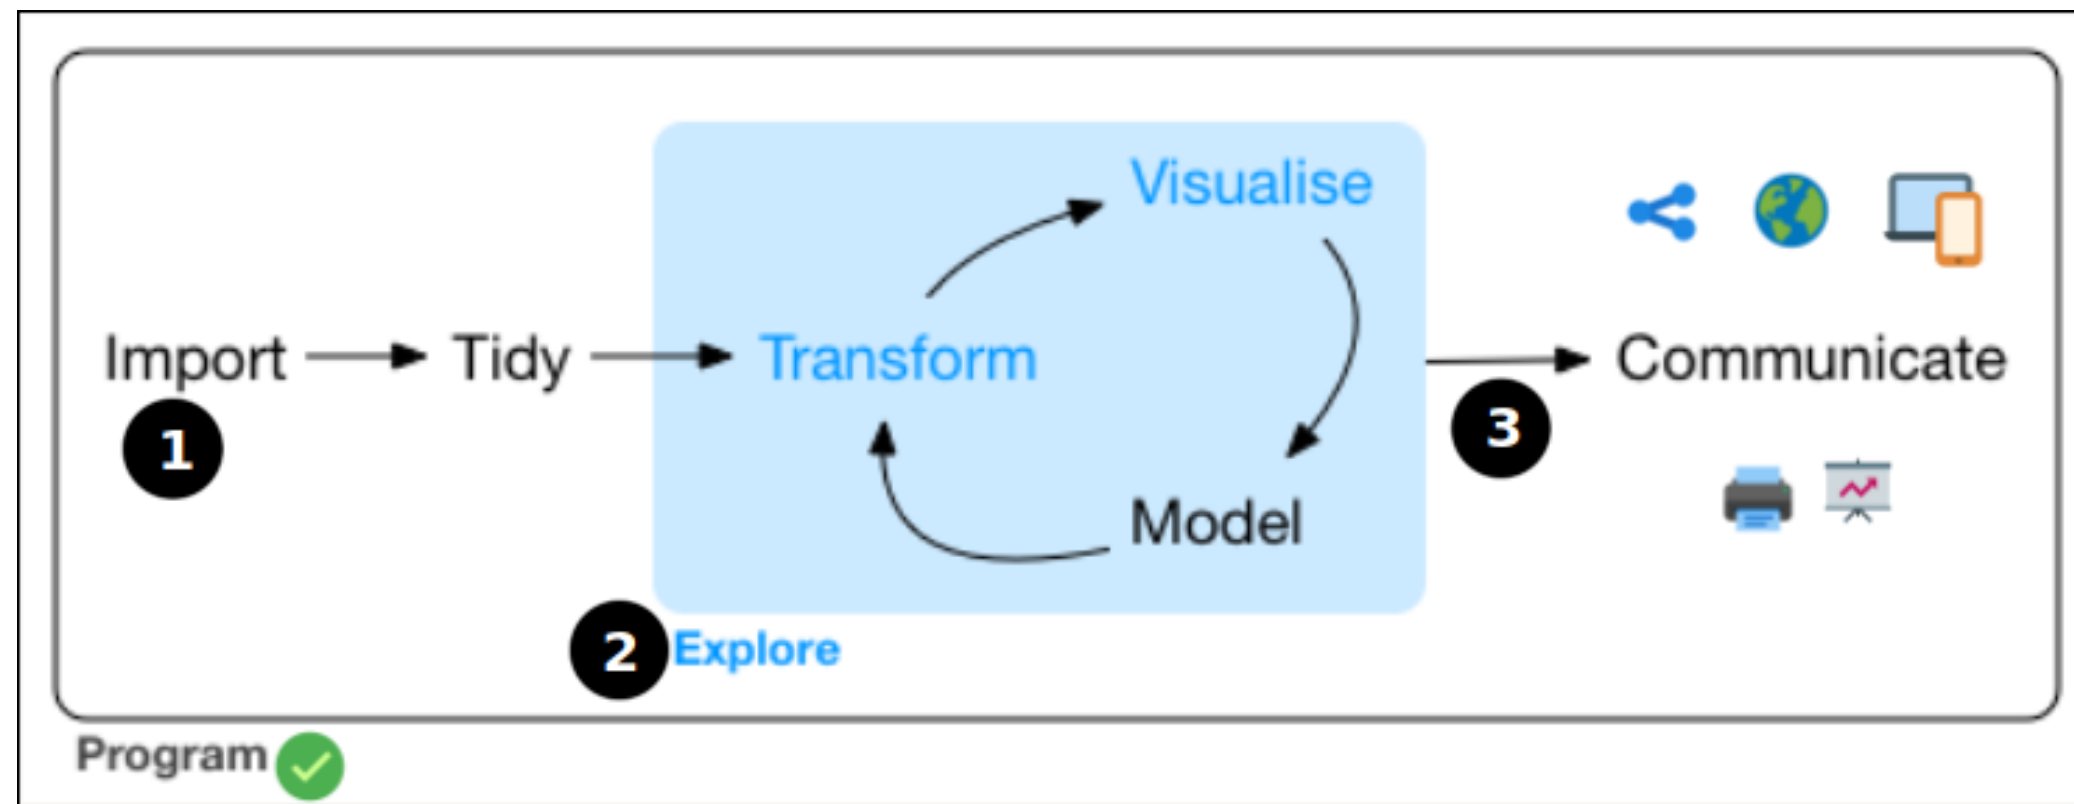 Visualise
Import Tidy Transform Communicate
1
3
Model
2 Explore
Program